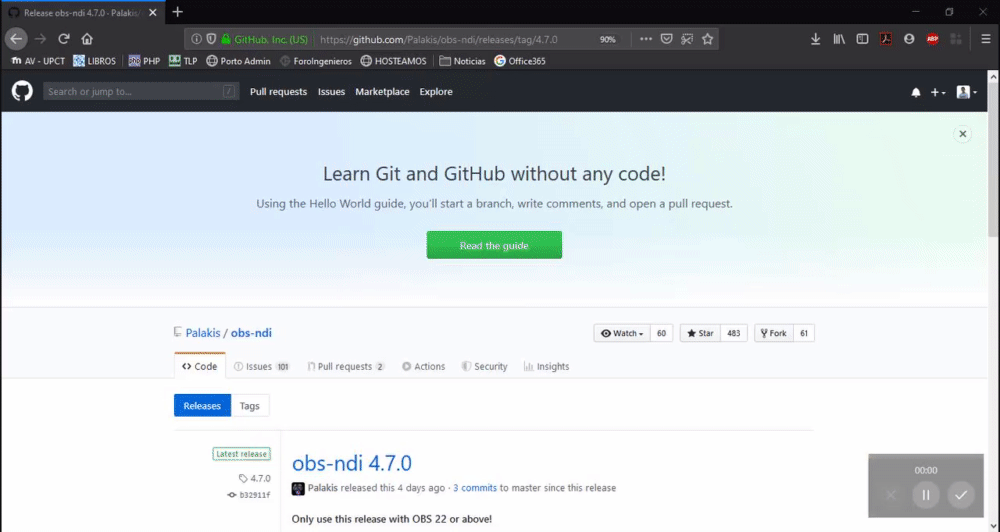 Release obs-ndi 4.7.0 · Palakis/
GitHub, Inc. (US) https://github.com/Palakis/obs-ndi/releases/tag/4.7.0 90%
AV - UPCT LIBROS PHP TLP Porto Admin ForoIngenieros HOSTEAMOS Noticias Office365
Search or jump to... / Pull requests Issues Marketplace Explore
Learn Git and GitHub without any code!
Using the Hello World guide, you'll start a branch, write comments, and open a pull request.
Read the guide
Palakis / obs-ndi Watch 60 Star 483 Fork 61
Code Issues 101 Pull requests 2 Actions Security Insights
Releases Tags
Latest release
obs-ndi 4.7.0
4.7.0
Palakis released this 4 days ago · 3 commits to master since this release
b32911f
Only use this release with OBS 22 or above!
00:00